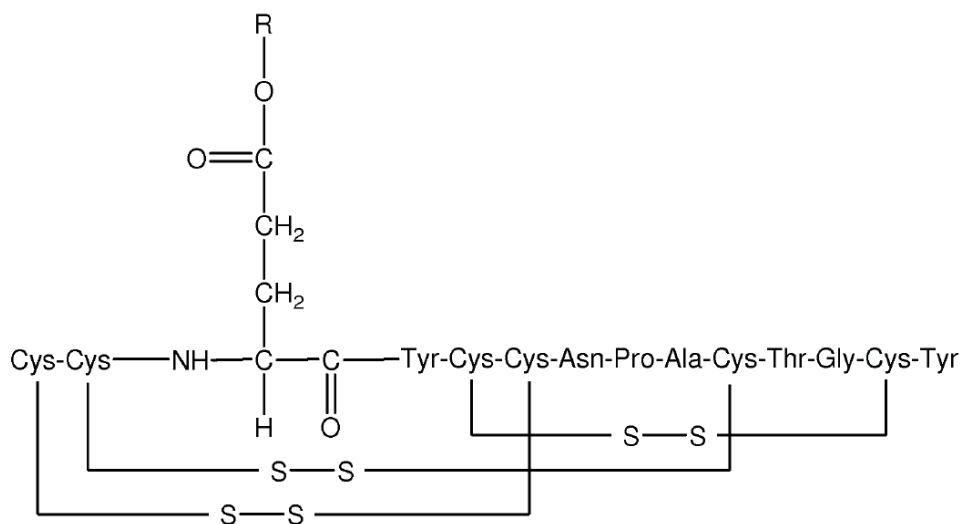 R
O
O C
CH2
CH2
Cys-Cys NH C C Tyr-Cys-Cys-Asn-Pro-Ala-Cys-Thr-Gly-Cys-Tyr
H O
S S
S S
S S